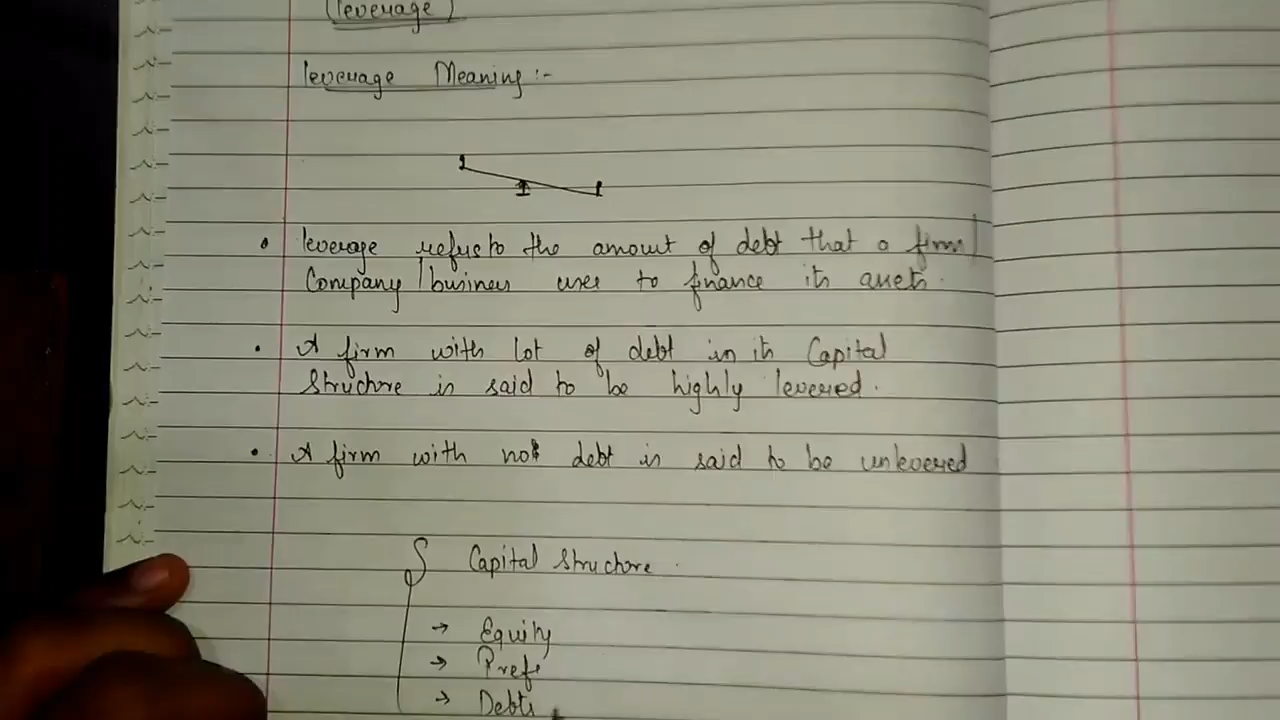 (leverage)
leverage Meaning :-
• leverage refers to the amount of debt that a firm|
Company|business uses to finance its assets.
• A firm with lot of debt in its Capital
Structure is said to be highly levered.
• A firm with no debt is said to be unlevered
Capital Structure.
→ Equity
→ Pref.
→ Debts